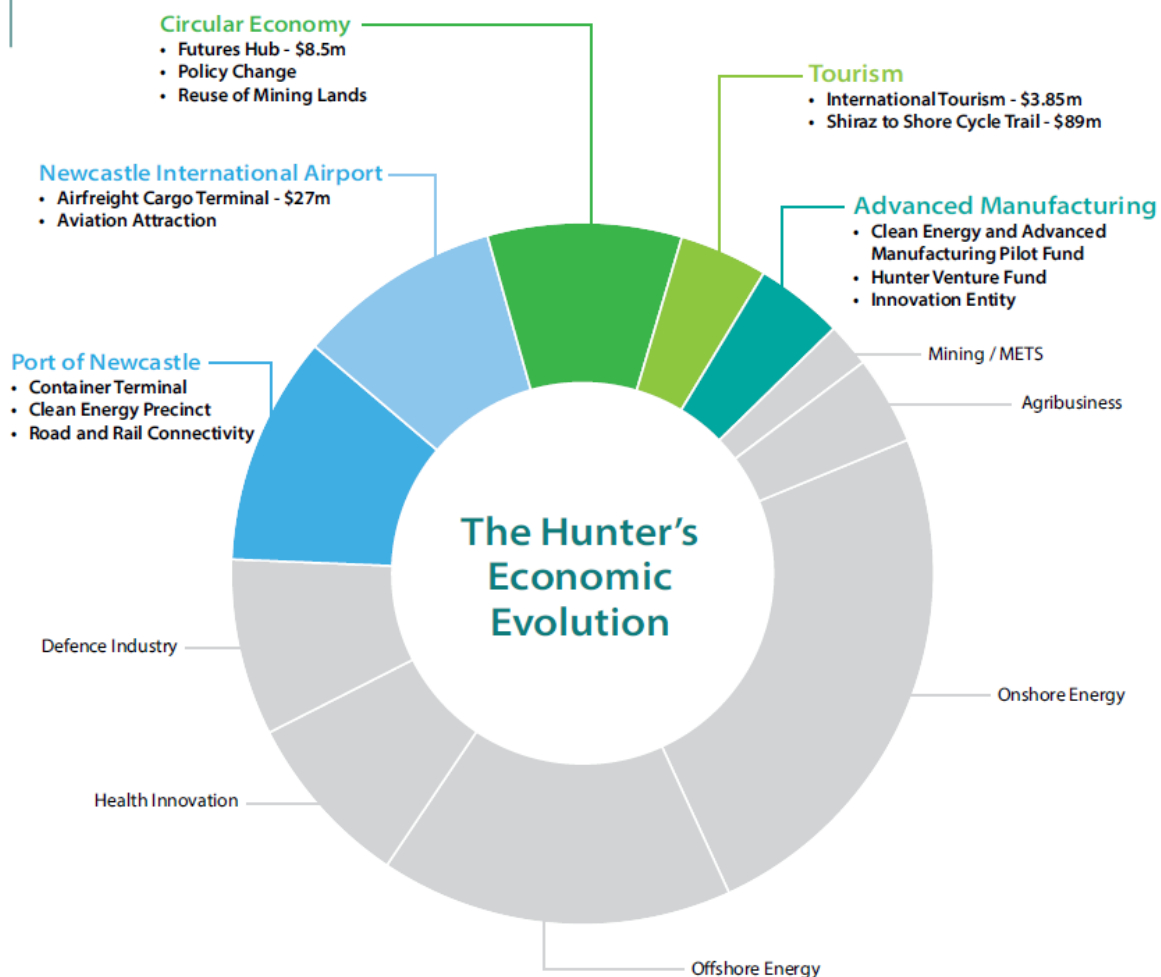 Circular Economy
• Futures Hub - $8.5m
• Policy Change
• Reuse of Mining Lands
Tourism
• International Tourism - $3.85m
• Shiraz to Shore Cycle Trail - $89m
Newcastle International Airport
• Airfreight Cargo Terminal - $27m
• Aviation Attraction
Advanced Manufacturing
• Clean Energy and Advanced
Manufacturing Pilot Fund
• Hunter Venture Fund
• Innovation Entity
Port of Newcastle
• Container Terminal
• Clean Energy Precinct
• Road and Rail Connectivity
Mining / METS
Agribusiness
The Hunter's
Economic
Evolution
Defence Industry
Onshore Energy
Health Innovation
Offshore Energy